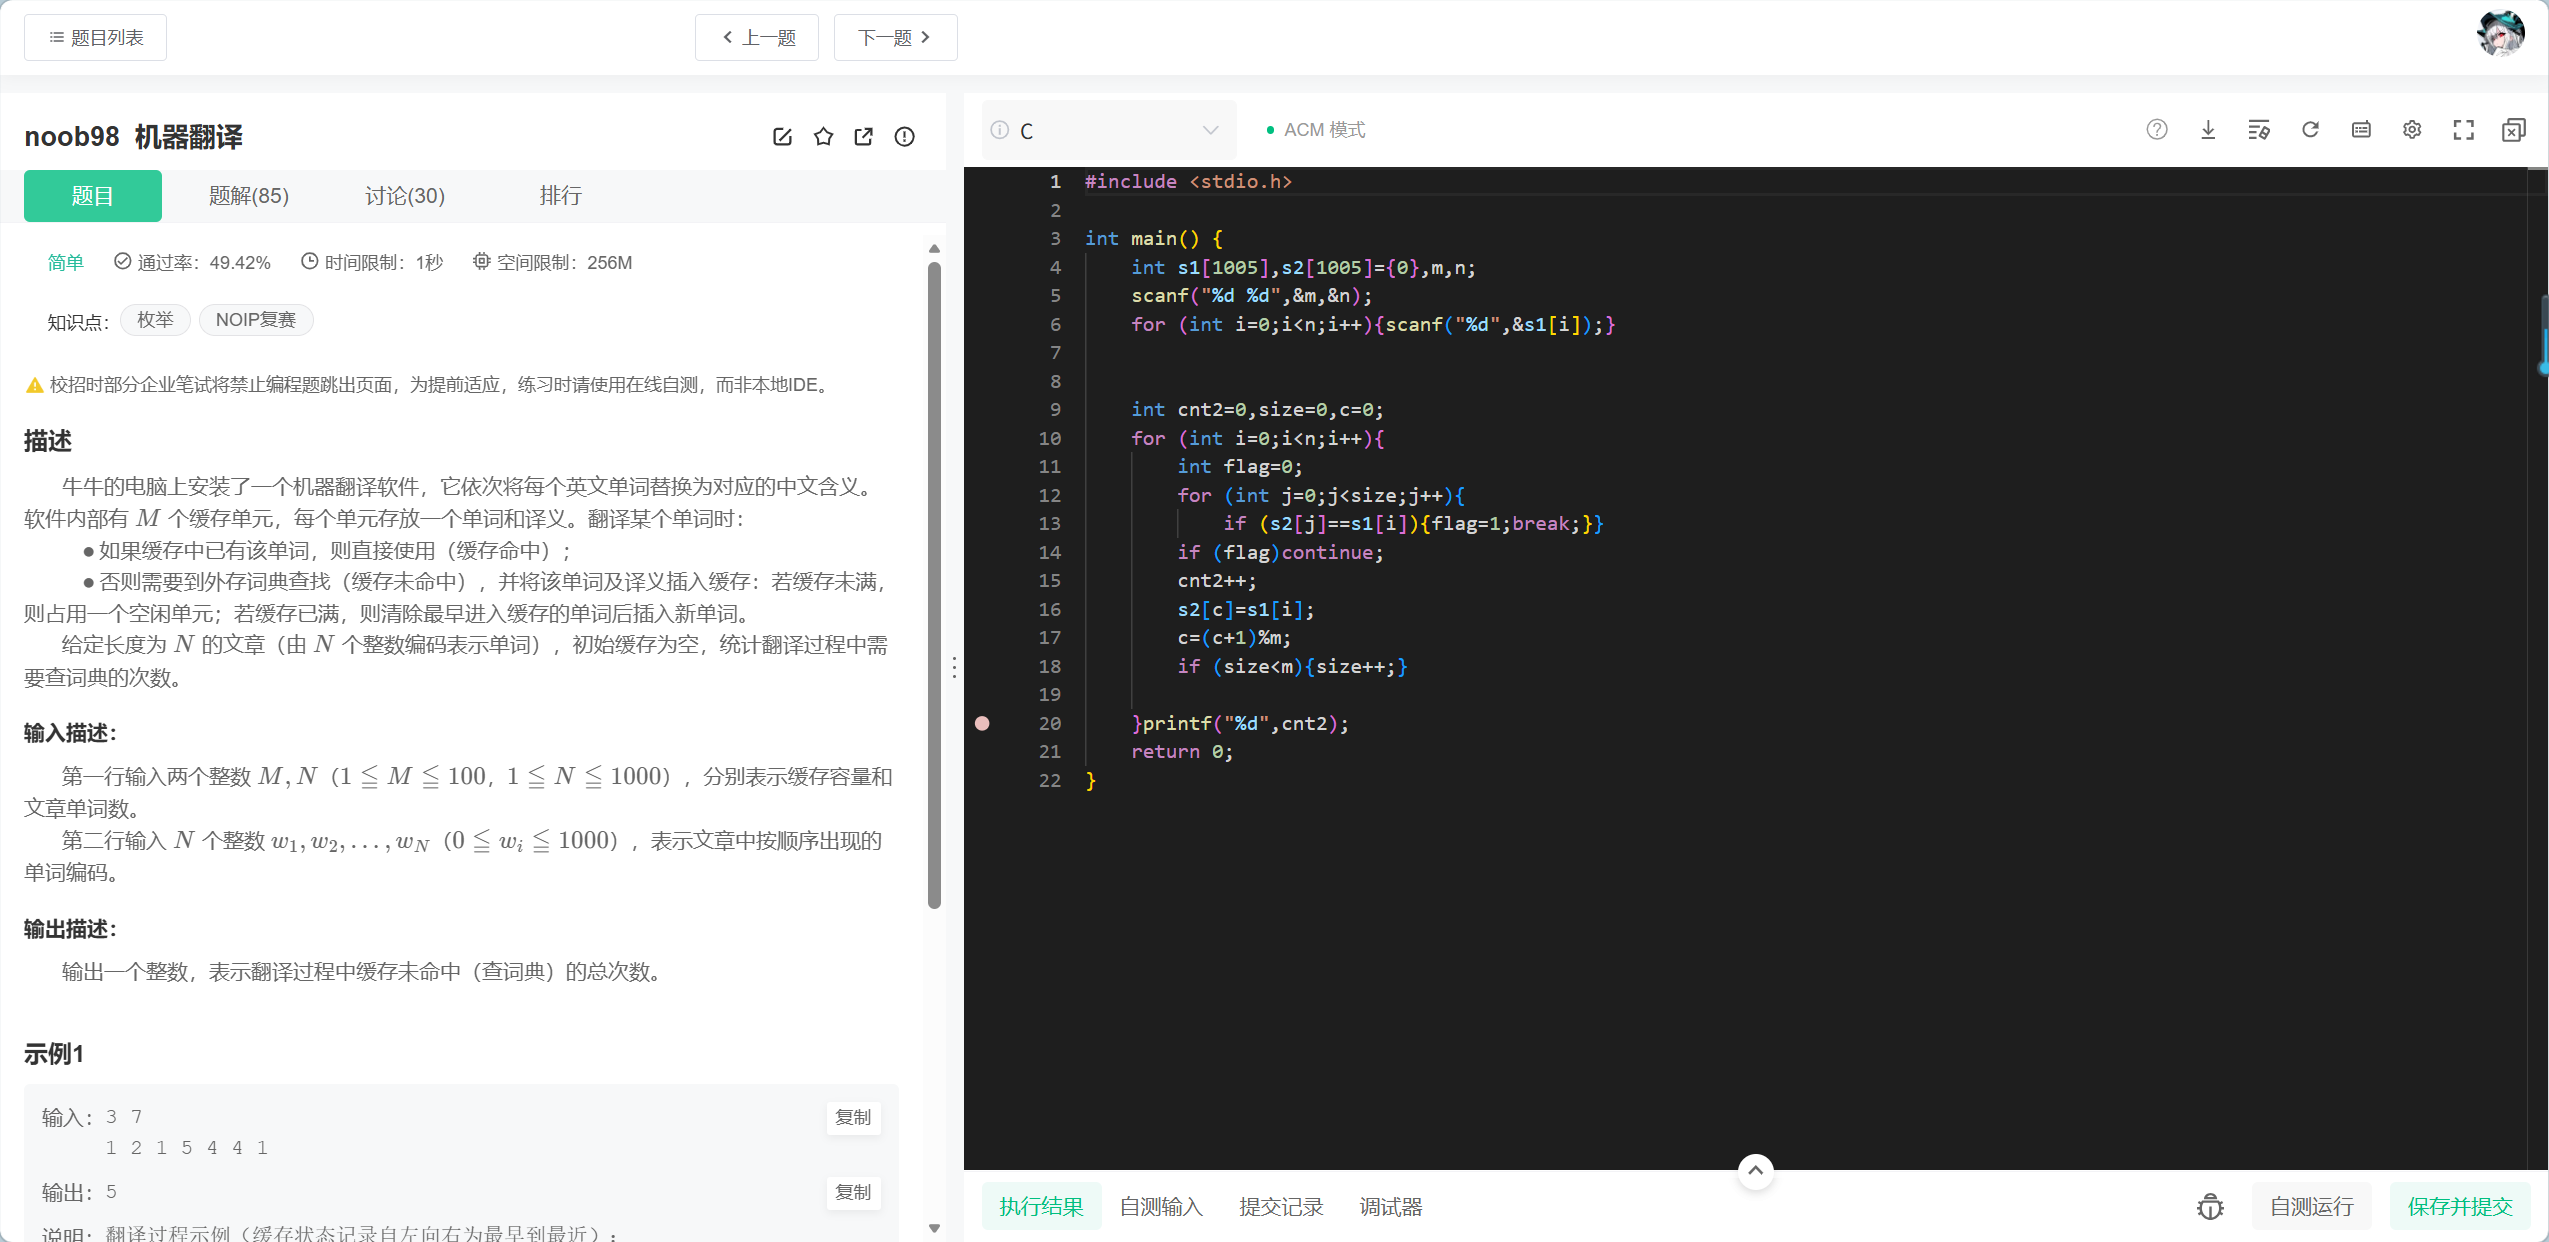 题目列表
上一题
下一题
noob98 机器翻译
题目 题解(85) 讨论(30) 排行
简单 通过率：49.42% 时间限制：1秒 空间限制：256M
知识点： 枚举 NOIP复赛
校招时部分企业笔试将禁止编程题跳出页面，为提前适应，练习时请使用在线自测，而非本地IDE。
描述
牛牛的电脑上安装了一个机器翻译软件，它依次将每个英文单词替换为对应的中文含义。
软件内部有 M 个缓存单元，每个单元存放一个单词和译义。翻译某个单词时：
● 如果缓存中已有该单词，则直接使用（缓存命中）；
● 否则需要到外存词典查找（缓存未命中），并将该单词及译义插入缓存：若缓存未满，
则占用一个空闲单元；若缓存已满，则清除最早进入缓存的单词后插入新单词。
给定长度为 N 的文章（由 N 个整数编码表示单词），初始缓存为空，统计翻译过程中需
要查词典的次数。
输入描述：
第一行输入两个整数 M, N（1 ≦ M ≦ 100，1 ≦ N ≦ 1000），分别表示缓存容量和
文章单词数。
第二行输入 N 个整数 w₁, w₂, . . . , w_N（0 ≦ wᵢ ≦ 1000），表示文章中按顺序出现的
单词编码。
输出描述：
输出一个整数，表示翻译过程中缓存未命中（查词典）的总次数。
示例1
输入：3 7 复制
1 2 1 5 4 4 1
输出：5 复制
说明：翻译过程示例（缓存状态记录自左向右为最早到最近）：
C ACM 模式
1 #include <stdio.h>
2
3 int main() {
4     int s1[1005],s2[1005]={0},m,n;
5     scanf("%d %d",&m,&n);
6     for (int i=0;i<n;i++){scanf("%d",&s1[i]);}
7
8
9     int cnt2=0,size=0,c=0;
10     for (int i=0;i<n;i++){
11         int flag=0;
12         for (int j=0;j<size;j++){
13             if (s2[j]==s1[i]){flag=1;break;}}
14         if (flag)continue;
15         cnt2++;
16         s2[c]=s1[i];
17         c=(c+1)%m;
18         if (size<m){size++;}
19
20     }printf("%d",cnt2);
21     return 0;
22 }
执行结果 自测输入 提交记录 调试器 自测运行 保存并提交